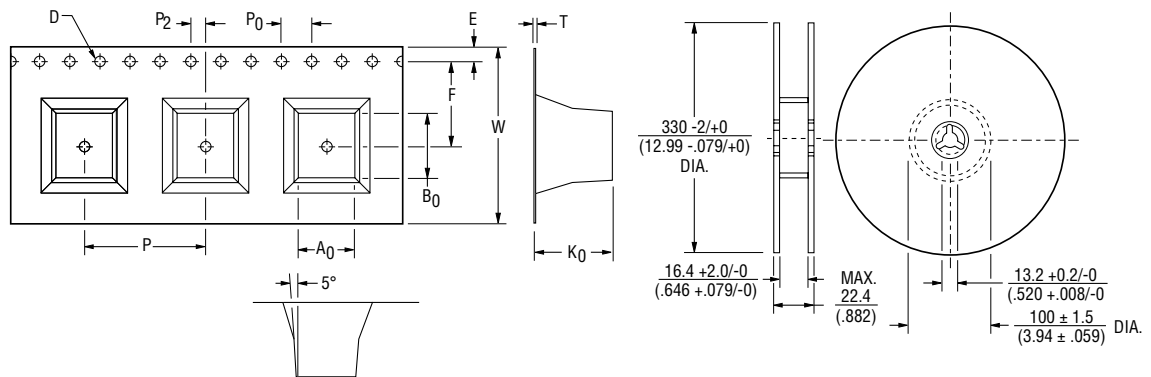 D
P2
P0
E
T
F
W
B0
P
A0
K0
5°
330 -2/+0
(12.99 -.079/+0)
DIA.
16.4 +2.0/-0
(.646 +.079/-0)
MAX.
22.4
(.882)
13.2 +0.2/-0
(.520 +.008/-0
100 ± 1.5
(3.94 ± .059)
DIA.